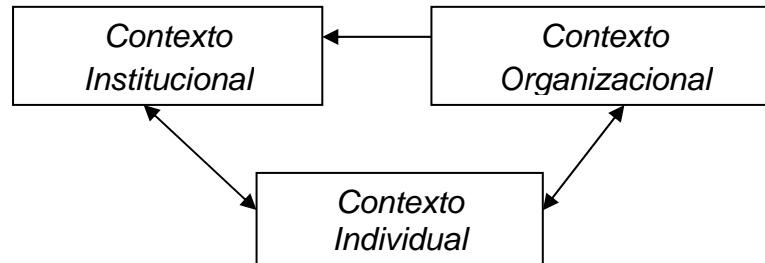 Contexto
Institucional
Contexto
Organizacional
Contexto
Individual